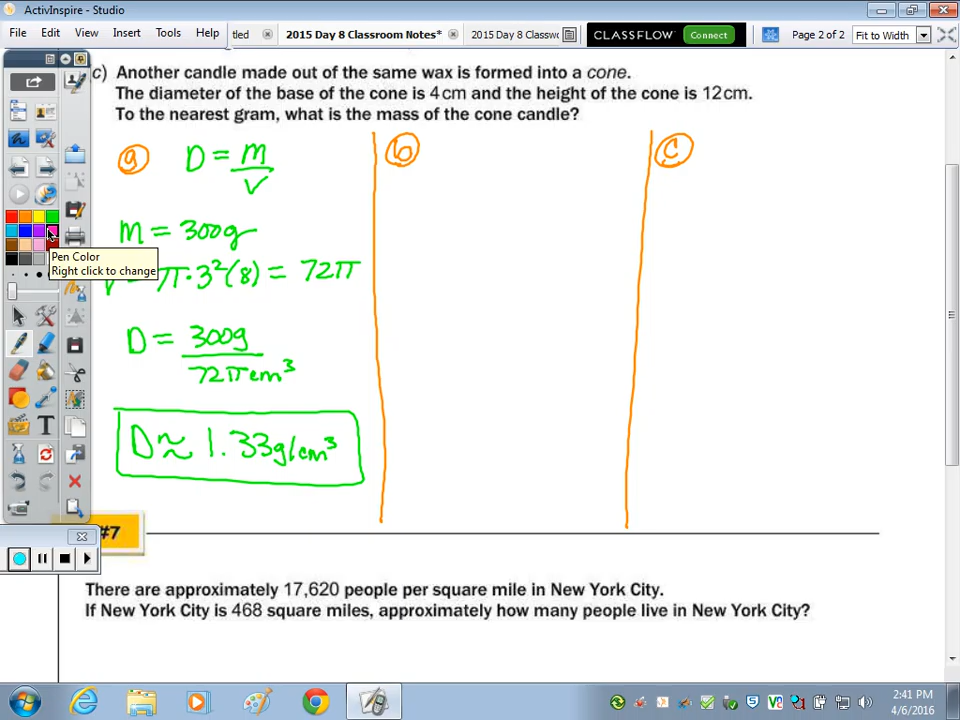 ActivInspire - Studio
File Edit View Insert Tools Help
tled 2015 Day 8 Classroom Notes* 2015 Day 8 Classwo CLASSFLOW Connect Page 2 of 2 Fit to Width
c) Another candle made out of the same wax is formed into a cone.
The diameter of the base of the cone is 4 cm and the height of the cone is 12 cm.
To the nearest gram, what is the mass of the cone candle?
a D = m/V
b
c
M = 300g
Pen Color
Right click to change
V = π·3²(8) = 72π
D = 300g / 72πcm³
D ≈ 1.33g/cm³
#7
There are approximately 17,620 people per square mile in New York City.
If New York City is 468 square miles, approximately how many people live in New York City?
2:41 PM
4/6/2016